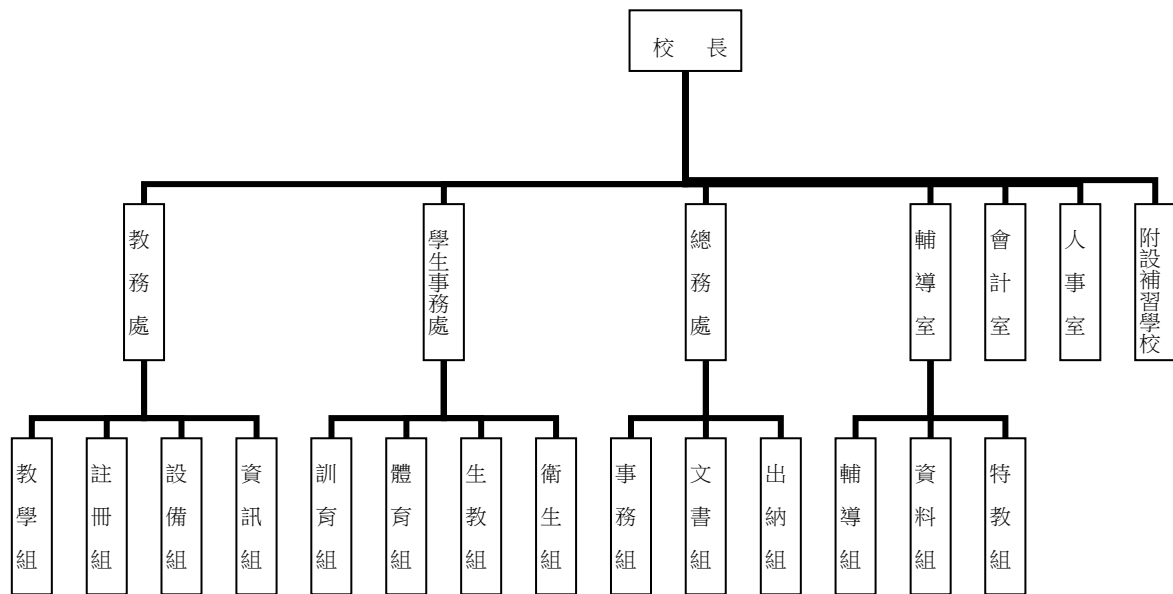 校 長
教務處
學生事務處
總務處
輔導室
會計室
人事室
附設補習學校
教學組
註冊組
設備組
資訊組
訓育組
體育組
生教組
衛生組
事務組
文書組
出納組
輔導組
資料組
特教組